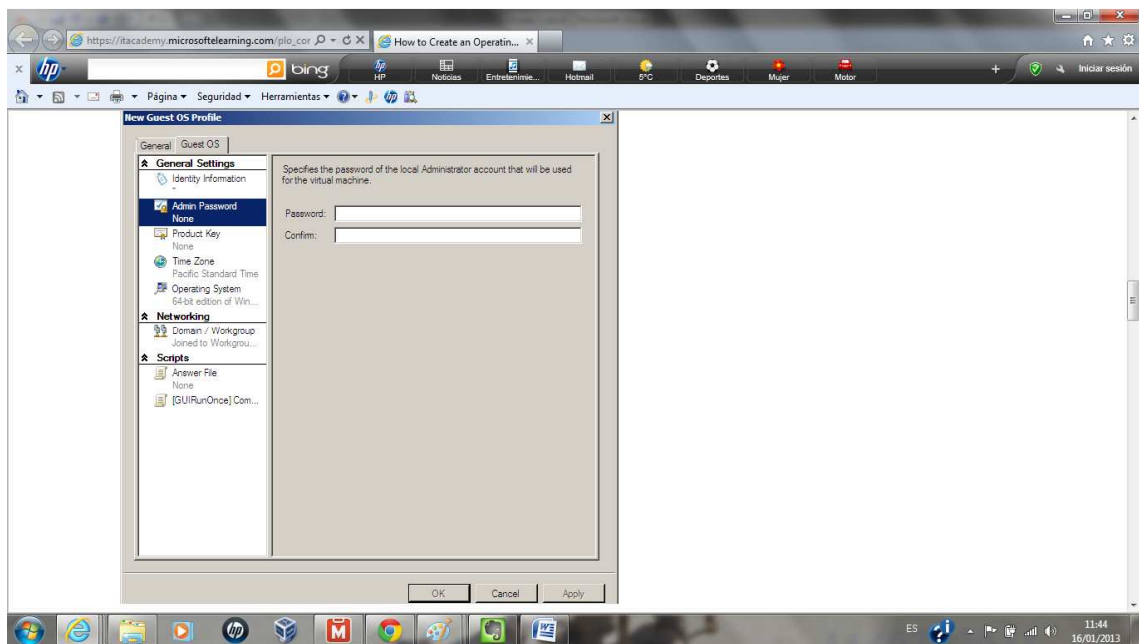 https://itacademy.microsoftelearning.com/plo_cor
How to Create an Operatin...
hp
bing
HP
Noticias
Entretenimie...
Hotmail
5°C
Deportes
Mujer
Motor
Iniciar sesión
Página
Seguridad
Herramientas
New Guest OS Profile
General
Guest OS
General Settings
Identity Information
*
Admin Password
None
Product Key
None
Time Zone
Pacific Standard Time
Operating System
64-bit edition of Win...
Networking
Domain / Workgroup
Joined to Workgrou...
Scripts
Answer File
None
[GUIRunOnce] Com...
Specifies the password of the local Administrator account that will be used
for the virtual machine.
Password:
Confirm:
OK
Cancel
Apply
ES
11:44
16/01/2013